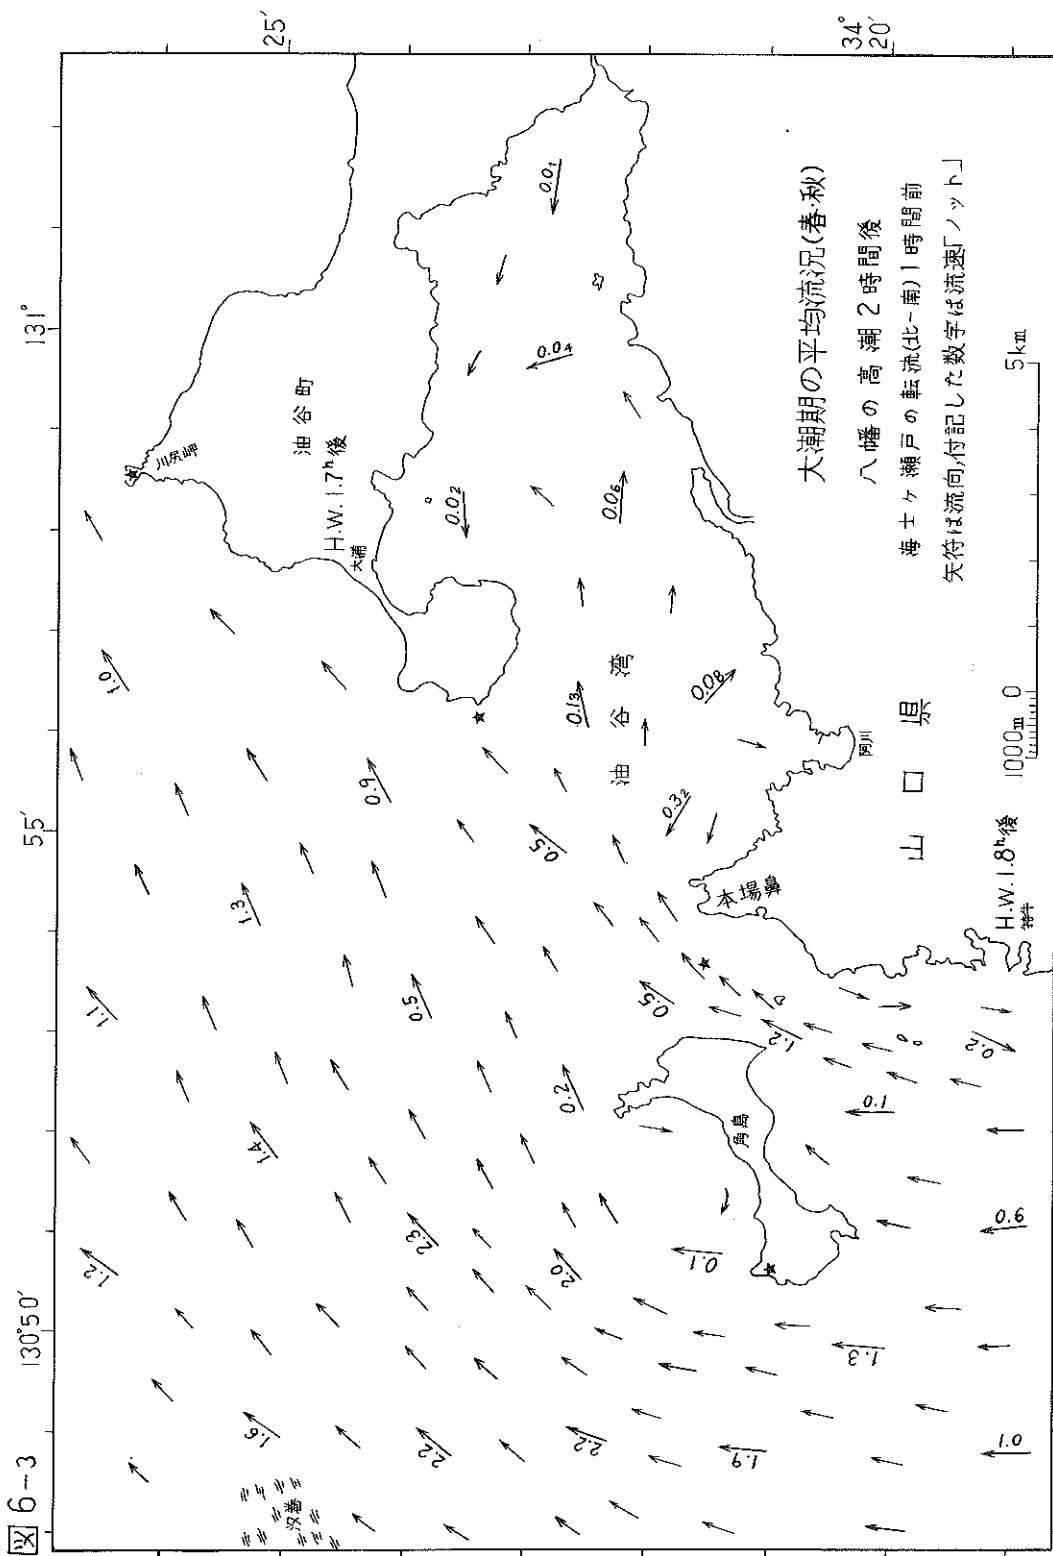 図6-3
130°50′
55′
131°
25′
34°
20′
川尻岬
油谷町
H.W.1.7ʰ後
大浦
油谷湾
本場鼻
阿川
角島
山口県
H.W.1.8ʰ後
特牛
汐巻
大潮期の平均流況(春・秋)
八幡の高潮2時間後
海士ケ瀬戸の転流(北~南)1時間前
矢符は流向,付記した数字は流速「ノット」
1000m 0 5km
1.0
1.1
1.2
1.3
1.4
1.6
0.9
0.5
2.3
2.2
0.5
0.2
2.0
2.2
0.1
1.9
1.3
0.5
1.2
1.0
0.2
0.6
0.1
0.3₂
0.1₃
0.0₈
0.0₂
0.0₆
0.0₄
0.0₁